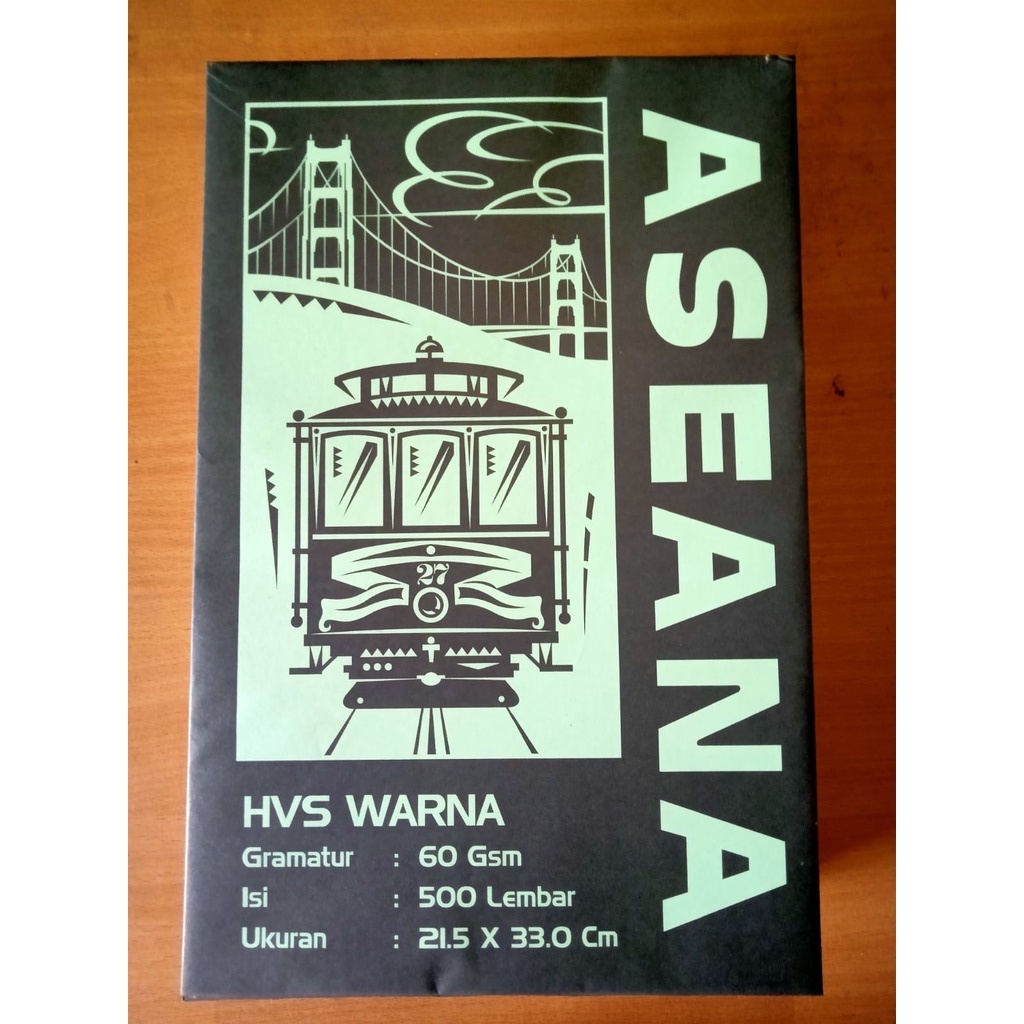 ASEANA
27
HVS WARNA
Gramatur : 60 Gsm
Isi : 500 Lembar
Ukuran : 21.5 X 33.0 Cm